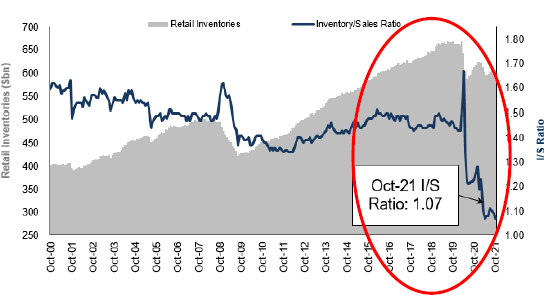 Retail Inventories
Inventory/Sales Ratio
Retail Inventories ($bn)
700
650
600
550
500
450
400
350
300
250
1.80
1.70
1.60
1.50
1.40
1.30
1.20
1.10
1.00
I/S Ratio
Oct-21 I/S
Ratio: 1.07
Oct-00
Oct-01
Oct-02
Oct-03
Oct-04
Oct-05
Oct-06
Oct-07
Oct-08
Oct-09
Oct-10
Oct-11
Oct-12
Oct-13
Oct-14
Oct-15
Oct-16
Oct-17
Oct-18
Oct-19
Oct-20
Oct-21